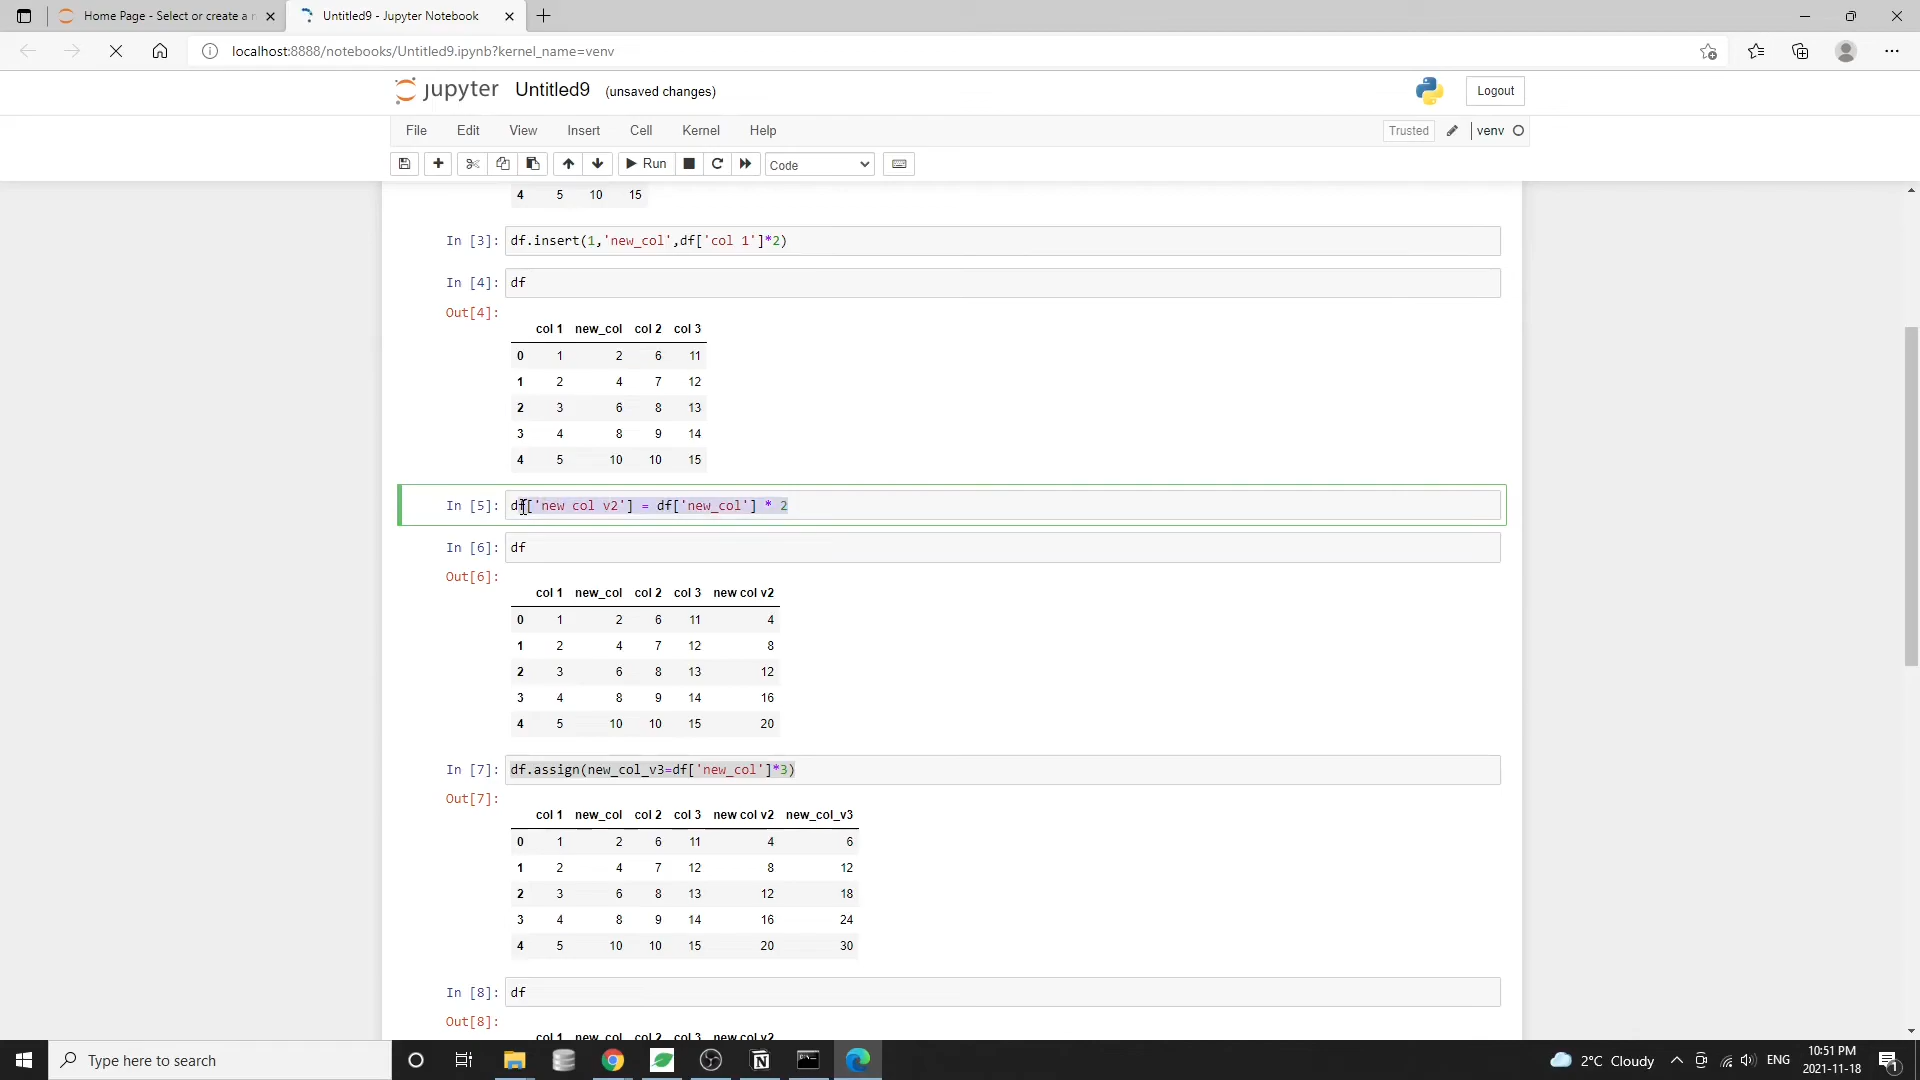 Home Page - Select or create a n
Untitled9 - Jupyter Notebook
localhost:8888/notebooks/Untitled9.ipynb?kernel_name=venv
jupyter Untitled9 (unsaved changes)
Logout
File Edit View Insert Cell Kernel Help
Trusted venv
Run Code
4 5 10 15
In [3]: df.insert(1,'new_col',df['col 1']*2)
In [4]: df
Out[4]:
col 1 new_col col 2 col 3
0 1 2 6 11
1 2 4 7 12
2 3 6 8 13
3 4 8 9 14
4 5 10 10 15
In [5]: df['new col v2'] = df['new_col'] * 2
In [6]: df
Out[6]:
col 1 new_col col 2 col 3 new col v2
0 1 2 6 11 4
1 2 4 7 12 8
2 3 6 8 13 12
3 4 8 9 14 16
4 5 10 10 15 20
In [7]: df.assign(new_col_v3=df['new_col']*3)
Out[7]:
col 1 new_col col 2 col 3 new col v2 new_col_v3
0 1 2 6 11 4 6
1 2 4 7 12 8 12
2 3 6 8 13 12 18
3 4 8 9 14 16 24
4 5 10 10 15 20 30
In [8]: df
Out[8]:
col 1 new_col col 2 col 3 new col v2
Type here to search
2°C Cloudy
ENG
10:51 PM
2021-11-18
1